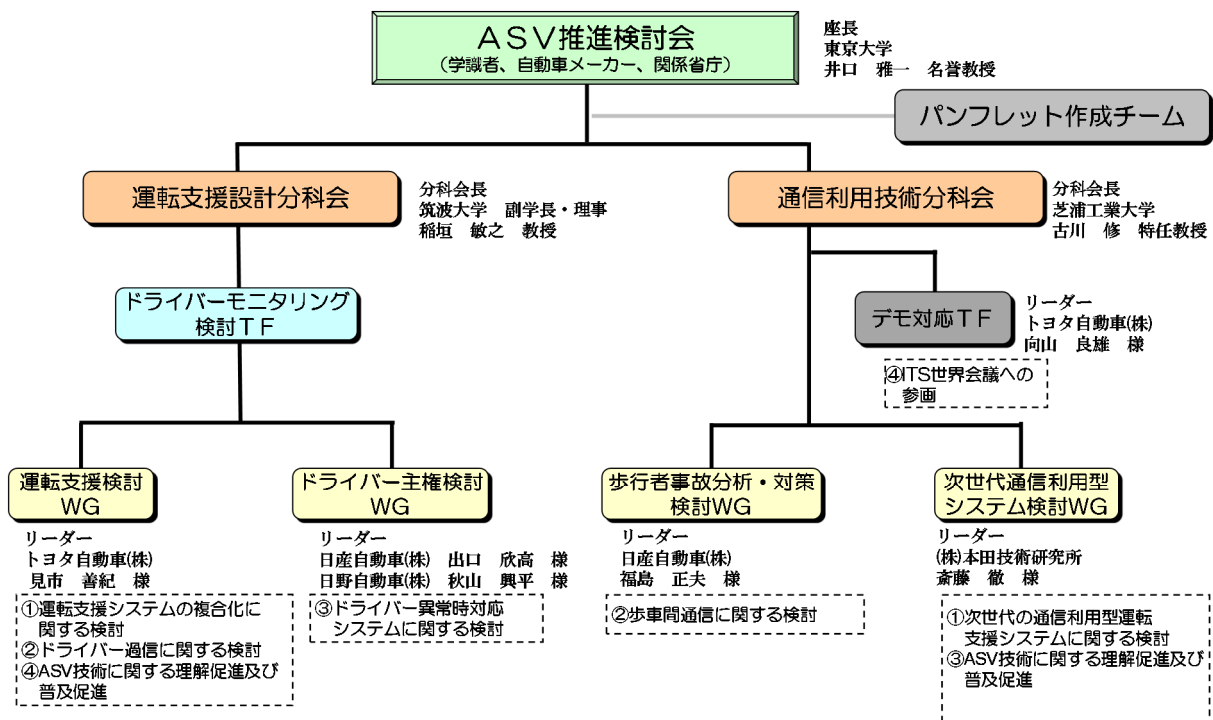 ASV推進検討会
(学識者、自動車メーカー、関係省庁)
座長
東京大学
井口 雅一 名誉教授
パンフレット作成チーム
運転支援設計分科会
分科会長
筑波大学 副学長・理事
稲垣 敏之 教授
通信利用技術分科会
分科会長
芝浦工業大学
古川 修 特任教授
ドライバーモニタリング
検討TF
デモ対応TF
リーダー
トヨタ自動車(株)
向山 良雄 様
④ITS世界会議への
参画
運転支援検討
WG
リーダー
トヨタ自動車(株)
見市 善紀 様
①運転支援システムの複合化に
関する検討
②ドライバー過信に関する検討
④ASV技術に関する理解促進及び
普及促進
ドライバー主権検討
WG
リーダー
日産自動車(株) 出口 欣高 様
日野自動車(株) 秋山 興平 様
③ドライバー異常時対応
システムに関する検討
歩行者事故分析・対策
検討WG
リーダー
日産自動車(株)
福島 正夫 様
②歩車間通信に関する検討
次世代通信利用型
システム検討WG
リーダー
(株)本田技術研究所
斎藤 徹 様
①次世代の通信利用型運転
支援システムに関する検討
③ASV技術に関する理解促進及び
普及促進